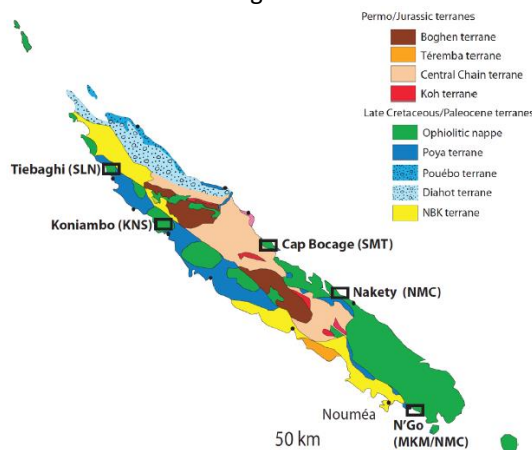 Permo/Jurassic terranes
Boghen terrane
Téremba terrane
Central Chain terrane
Koh terrane
Late Cretaceous/Paleocene terranes
Ophiolitic nappe
Poya terrane
Pouébo terrane
Diahot terrane
NBK terrane
Tiebaghi (SLN)
Koniambo (KNS)
Cap Bocage (SMT)
Nakety (NMC)
Nouméa
N'Go
(MKM/NMC)
50 km